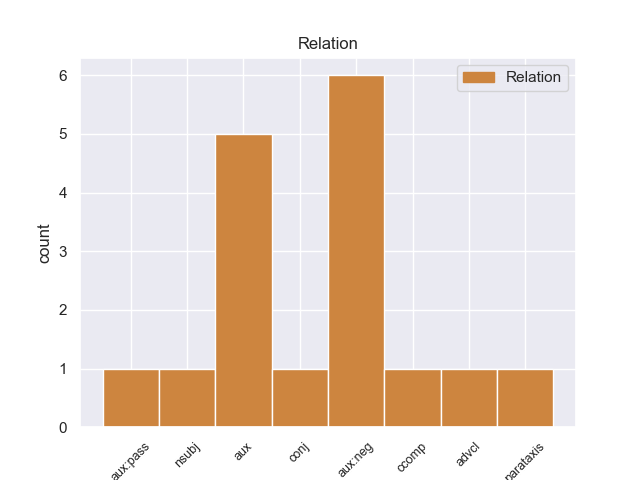 Relation
Relation
6
5
4
3
2
1
0
count
aux:pass
nsubj
aux
conj
aux:neg
ccomp
advcl
parataxis